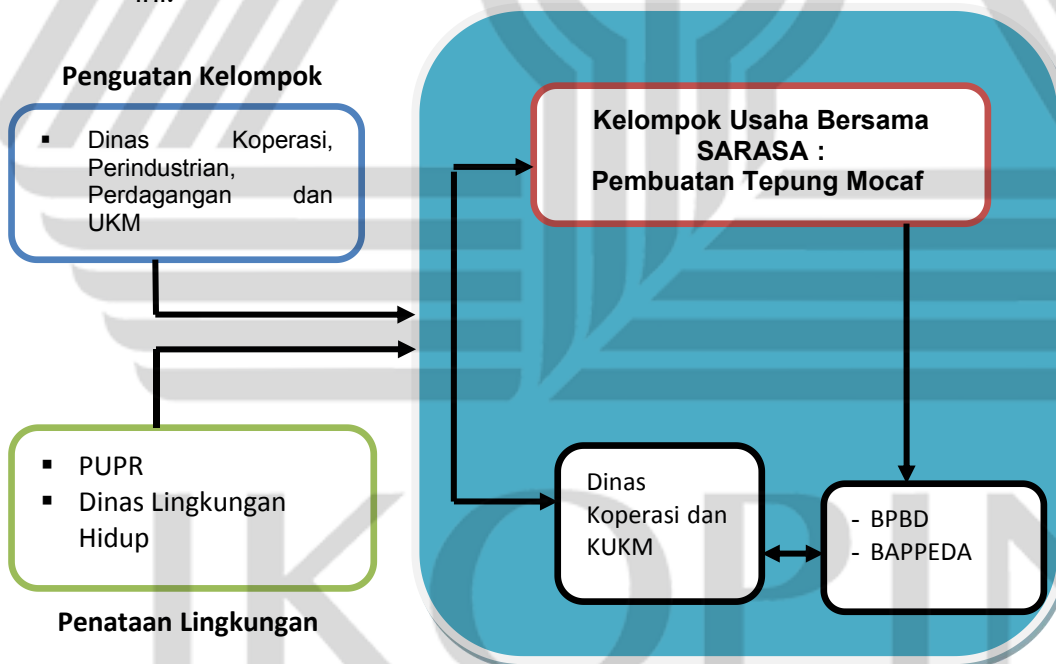 Penguatan Kelompok
▪ Dinas Koperasi,
Perindustrian,
Perdagangan dan
UKM
Kelompok Usaha Bersama
SARASA :
Pembuatan Tepung Mocaf
▪ PUPR
▪ Dinas Lingkungan
Hidup
Penataan Lingkungan
Dinas
Koperasi dan
KUKM
- BPBD
- BAPPEDA
IKOPIN